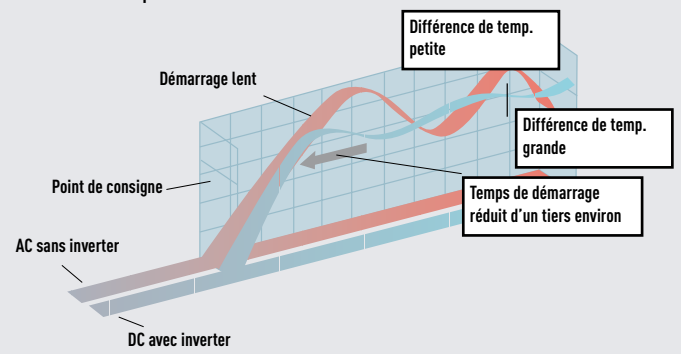 Différence de temp.
petite
Démarrage lent
Différence de temp.
grande
Point de consigne
Temps de démarrage
réduit d'un tiers environ
AC sans inverter
DC avec inverter